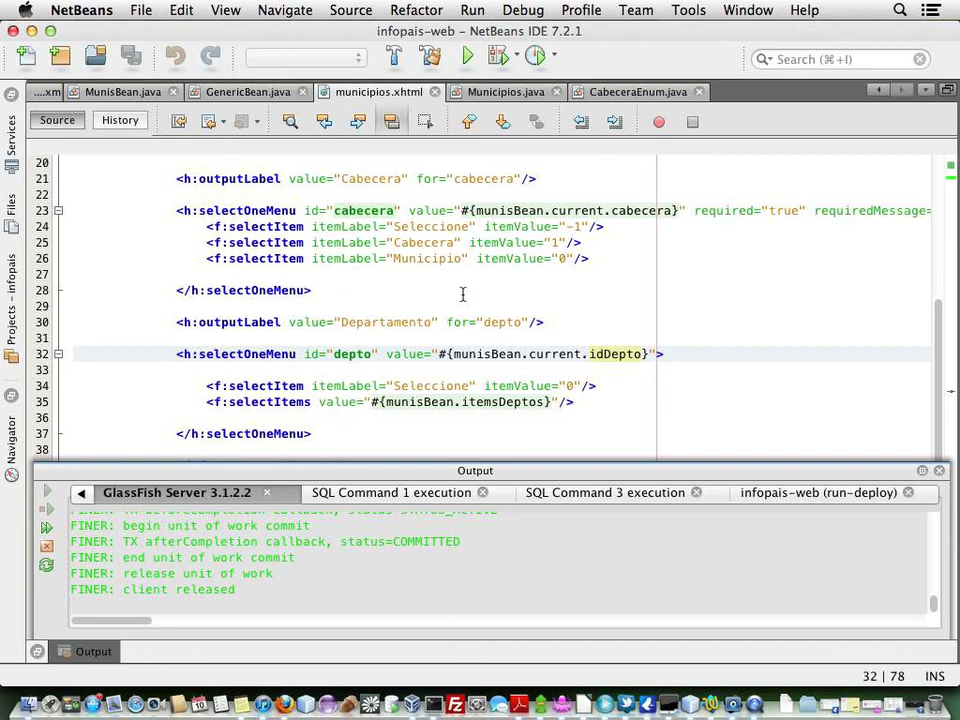 NetBeans File Edit View Navigate Source Refactor Run Debug Profile Team Tools Window Help
infopais-web - NetBeans IDE 7.2.1
Search (⌘+I)
....xm MunisBean.java GenericBean.java municipios.xhtml Municipios.java CabeceraEnum.java
Source History
Services
Files
Projects - infopais
Navigator
20
21 <h:outputLabel value="Cabecera" for="cabecera"/>
22
23 <h:selectOneMenu id="cabecera" value="#{munisBean.current.cabecera}" required="true" requiredMessage=
24 <f:selectItem itemLabel="Seleccione" itemValue="-1"/>
25 <f:selectItem itemLabel="Cabecera" itemValue="1"/>
26 <f:selectItem itemLabel="Municipio" itemValue="0"/>
27
28 </h:selectOneMenu>
29
30 <h:outputLabel value="Departamento" for="depto"/>
31
32 <h:selectOneMenu id="depto" value="#{munisBean.current.idDepto}">
33
34 <f:selectItem itemLabel="Seleccione" itemValue="0"/>
35 <f:selectItems value="#{munisBean.itemsDeptos}"/>
36
37 </h:selectOneMenu>
38
Output
GlassFish Server 3.1.2.2 SQL Command 1 execution SQL Command 3 execution infopais-web (run-deploy)
FINER: begin unit of work commit
FINER: TX afterCompletion callback, status=COMMITTED
FINER: end unit of work commit
FINER: release unit of work
FINER: client released
Output
32 / 78 INS